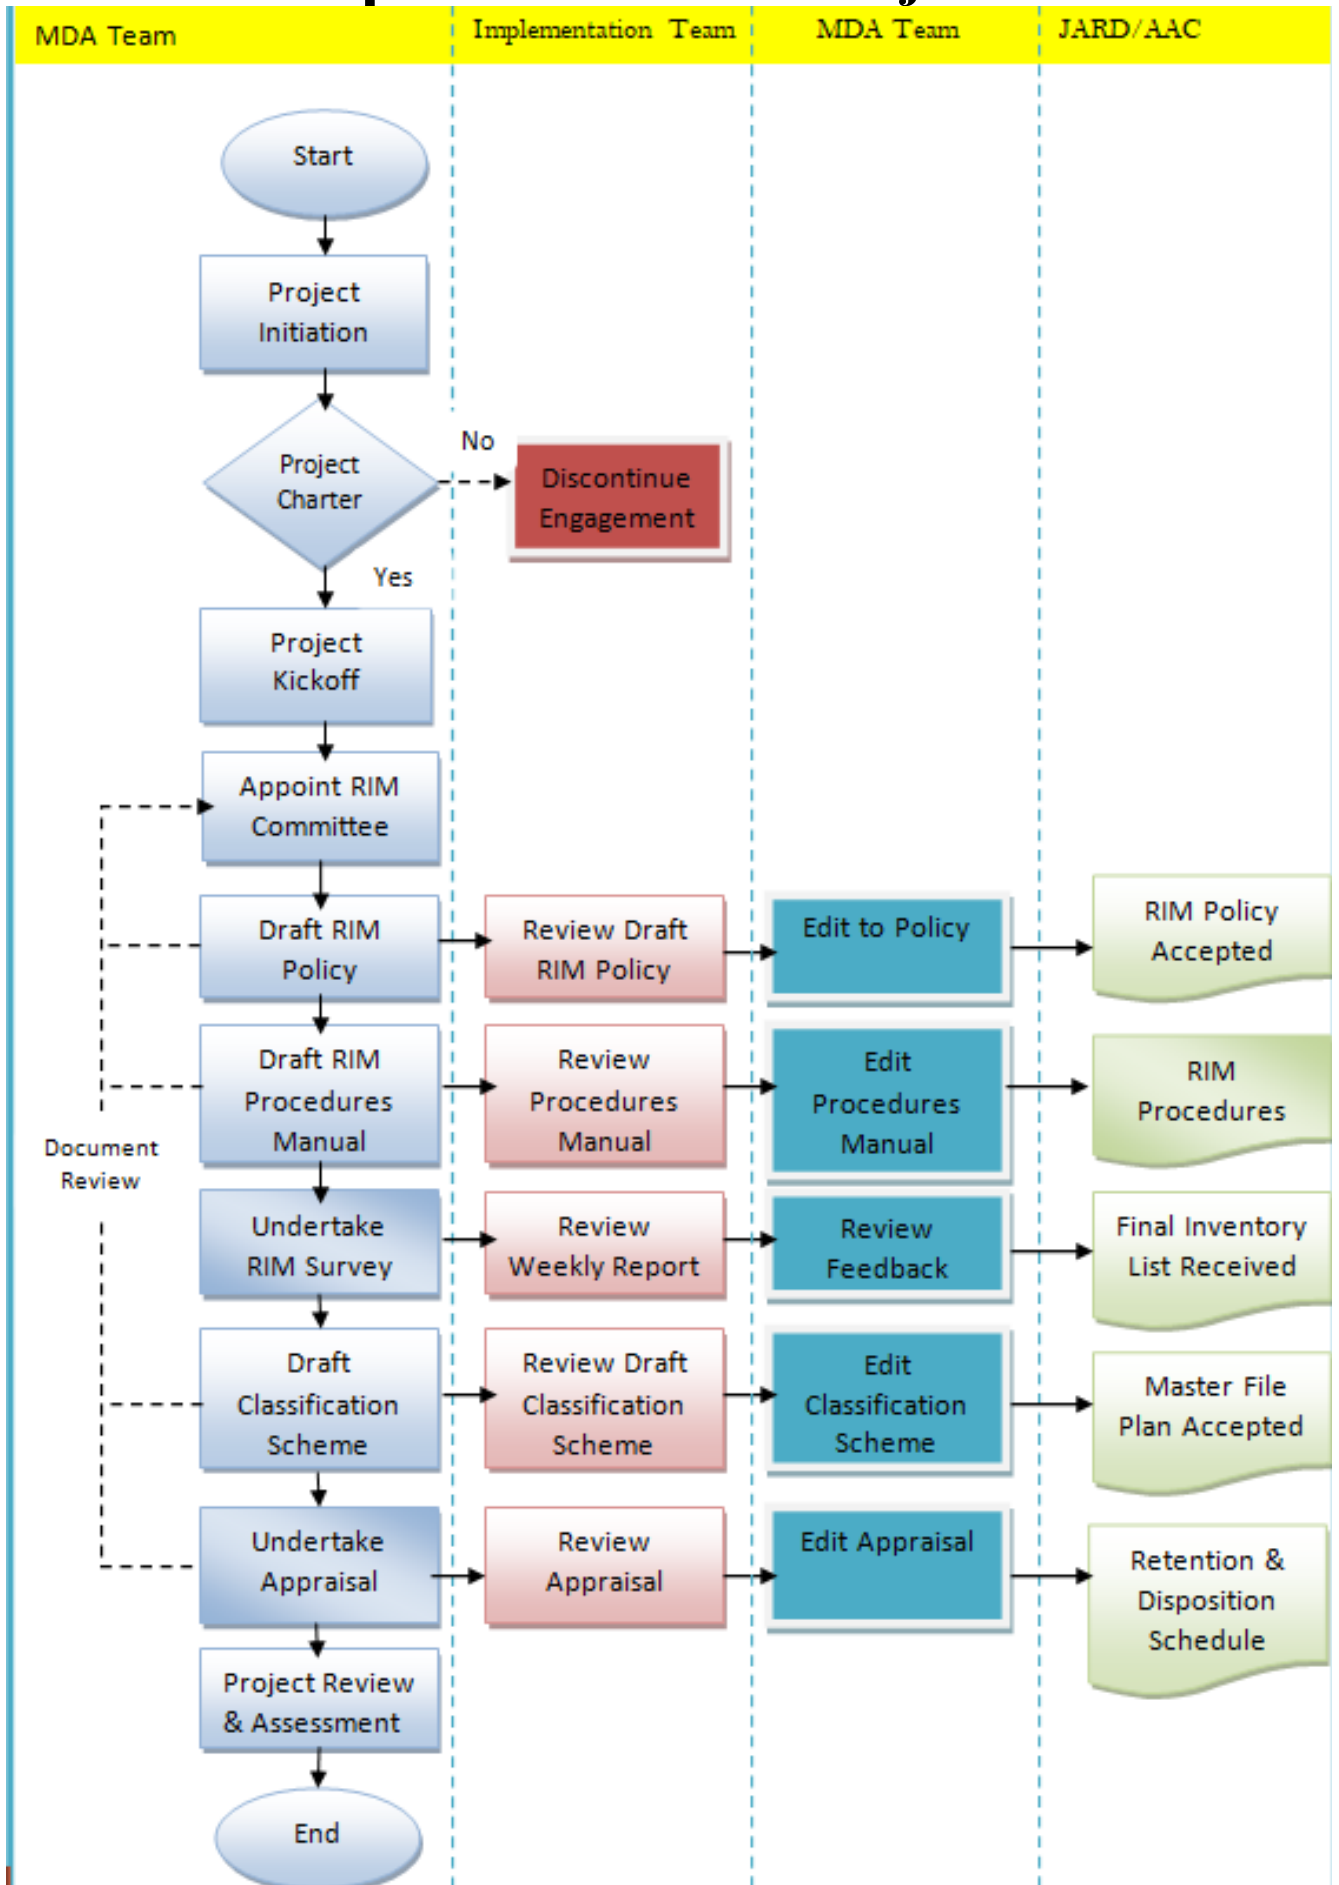 MDA Team
Implementation Team
MDA Team
JARD/AAC
Start
Project
Initiation
Project
Charter
No
Discontinue
Engagement
Yes
Project
Kickoff
Appoint RIM
Committee
Draft RIM
Policy
Review Draft
RIM Policy
Edit to Policy
RIM Policy
Accepted
Draft RIM
Procedures
Manual
Review
Procedures
Manual
Edit
Procedures
Manual
RIM
Procedures
Document
Review
Undertake
RIM Survey
Review
Weekly Report
Review
Feedback
Final Inventory
List Received
Draft
Classification
Scheme
Review Draft
Classification
Scheme
Edit
Classification
Scheme
Master File
Plan Accepted
Undertake
Appraisal
Review
Appraisal
Edit Appraisal
Retention &
Disposition
Schedule
Project Review
& Assessment
End